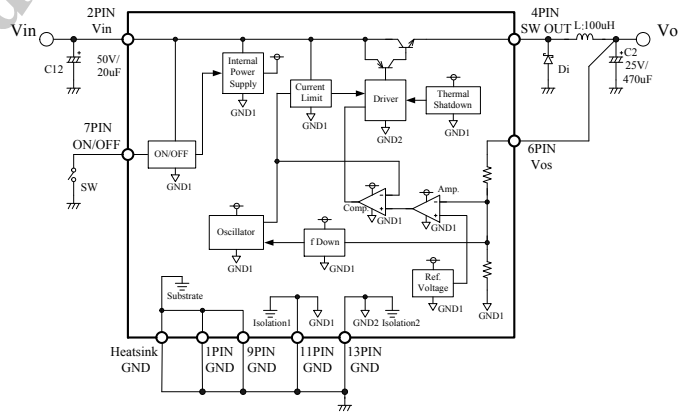 2PIN
Vin
4PIN
SW OUT
L:100uH
Vin
Vo
C12
50V/
20uF
Internal
Power
Supply
GND1
Current
Limit
GND1
Driver
GND2
Thermal
Shatdown
Di
C2
25V/
470uF
7PIN
ON/OFF
ON/OFF
GND1
SW
6PIN
Vos
Oscillator
GND1
f Down
GND1
Comp.
GND1
Amp.
GND1
Ref.
Voltage
GND1
GND1
Substrate
Isolation1
GND1
GND2
Isolation2
Heatsink
GND
1PIN
GND
9PIN
GND
11PIN
GND
13PIN
GND